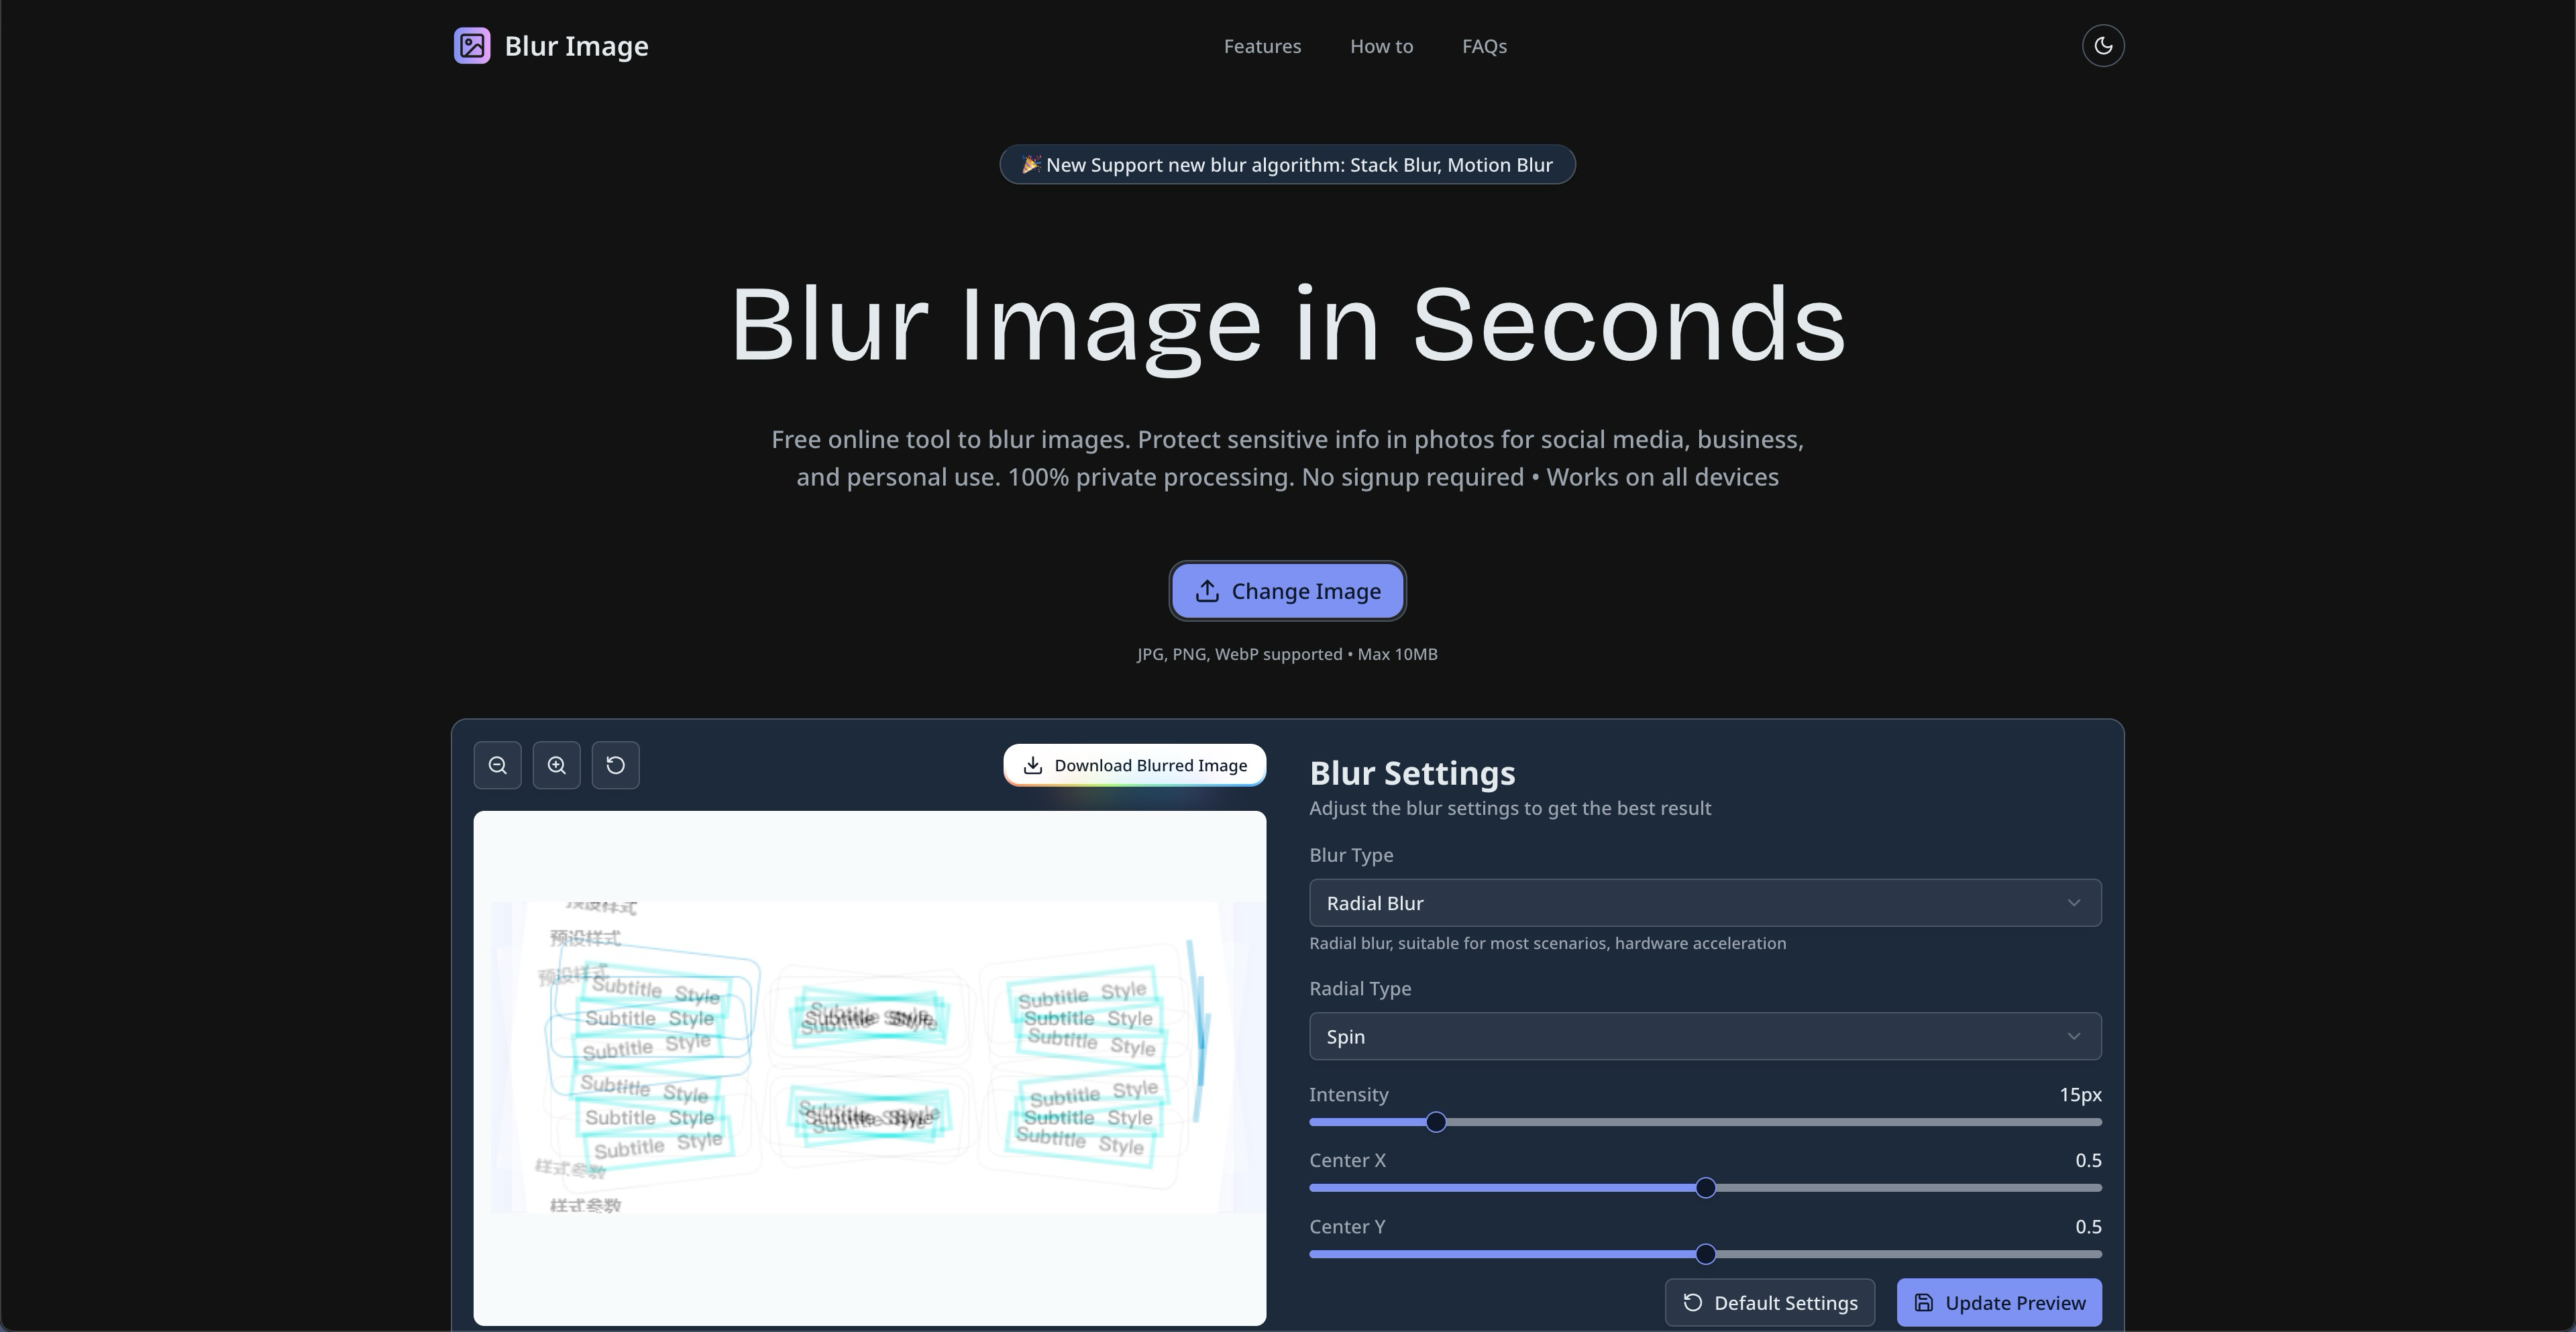 Blur Image
Features
How to
FAQs
🎉 New Support new blur algorithm: Stack Blur, Motion Blur
Blur Image in Seconds
Free online tool to blur images. Protect sensitive info in photos for social media, business,
and personal use. 100% private processing. No signup required • Works on all devices
Change Image
JPG, PNG, WebP supported • Max 10MB
Download Blurred Image
预设样式
预设样式
预设样式
Subtitle Style
Subtitle Style
Subtitle Style
Subtitle Style
Subtitle Style
Subtitle Style
Subtitle Style
Subtitle Style
Subtitle Style
Subtitle Style
Subtitle Style
Subtitle Style
Subtitle Style
Subtitle Style
样式参数
样式参数
Blur Settings
Adjust the blur settings to get the best result
Blur Type
Radial Blur
Radial blur, suitable for most scenarios, hardware acceleration
Radial Type
Spin
Intensity
15px
Center X
0.5
Center Y
0.5
Default Settings
Update Preview